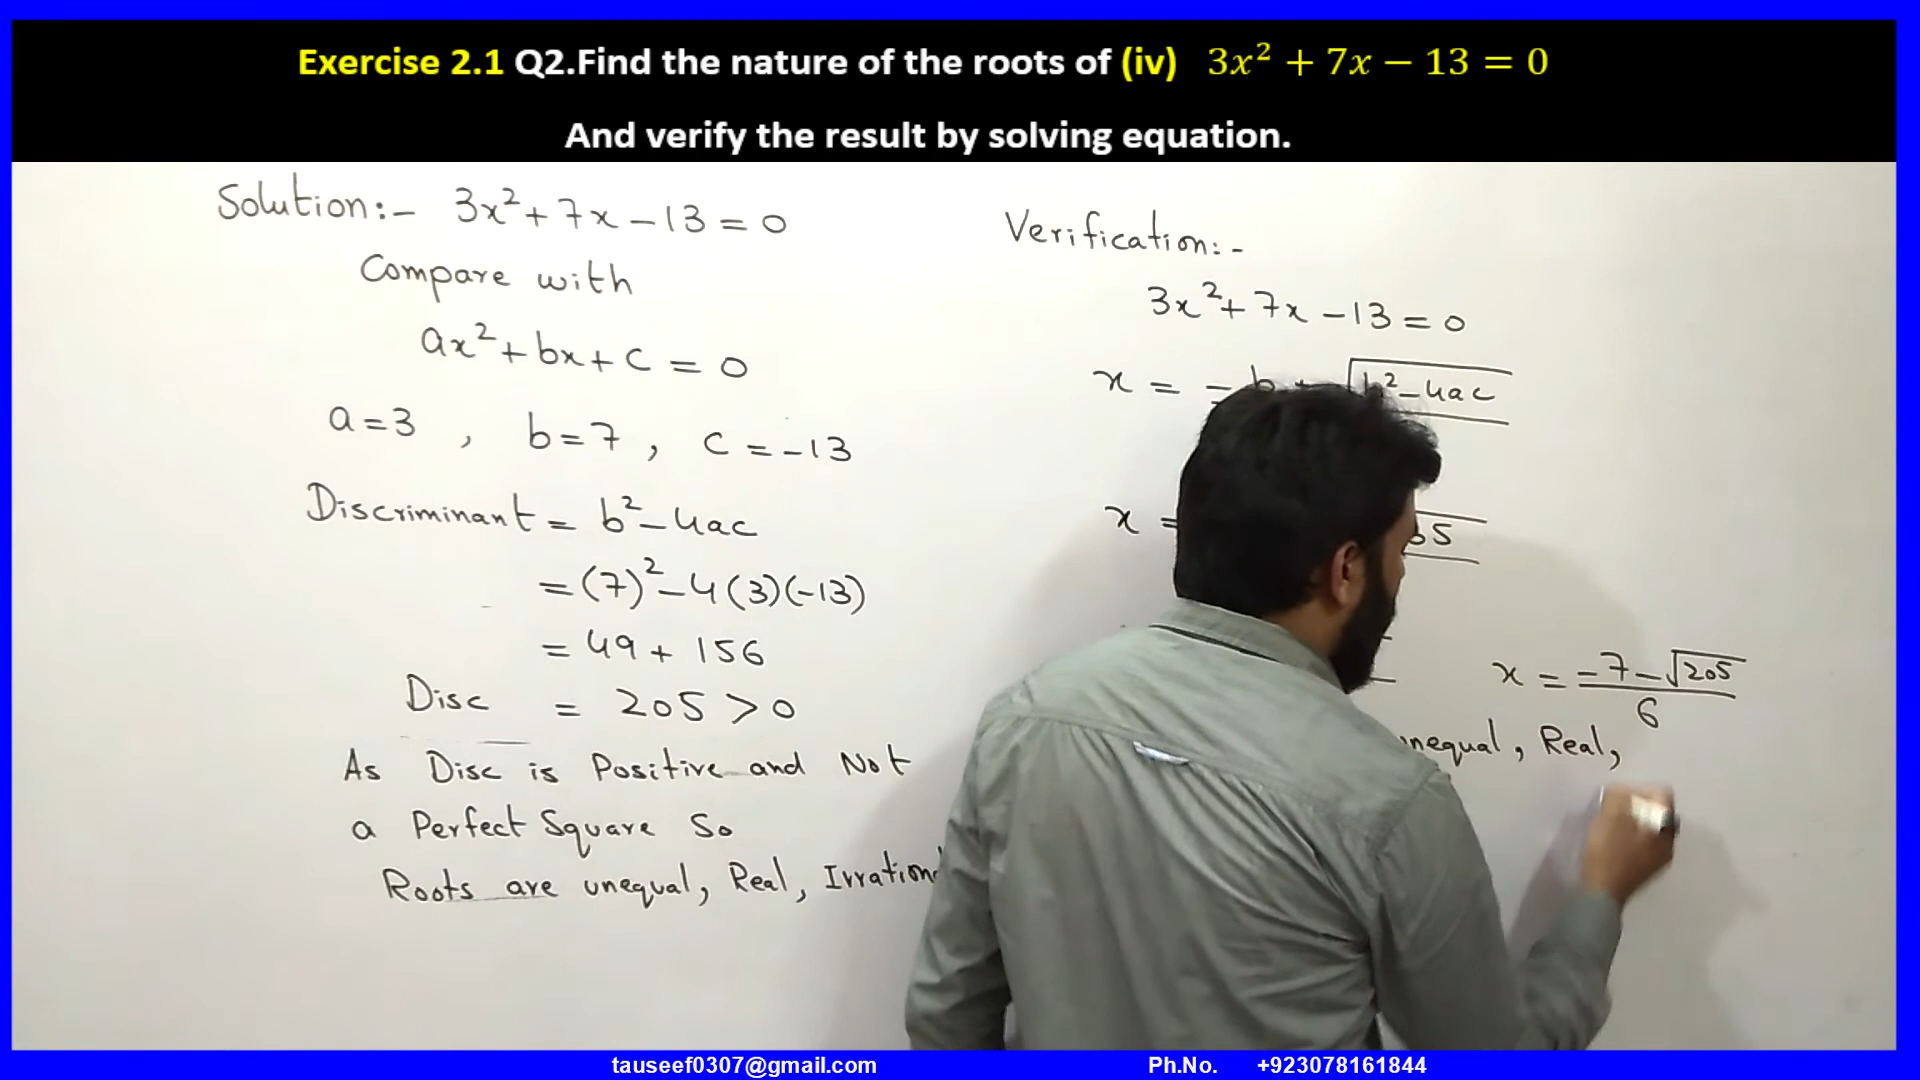 Exercise 2.1 Q2.Find the nature of the roots of (iv) 3x² + 7x − 13 = 0
And verify the result by solving equation.
Solution:- 3x² + 7x - 13 = 0
Compare with
ax² + bx + c = 0
a = 3 , b = 7 , c = -13
Discriminant = b² - 4ac
= (7)² - 4(3)(-13)
= 49 + 156
Disc = 205 > 0
As Disc is Positive and Not
a Perfect Square So
Roots are unequal, Real,
Verification:-
3x² + 7x - 13 = 0
x = √b² - 4ac
x =
x = -7 - √205 / 6
Real,
tauseef0307@gmail.com Ph.No. +923078161844